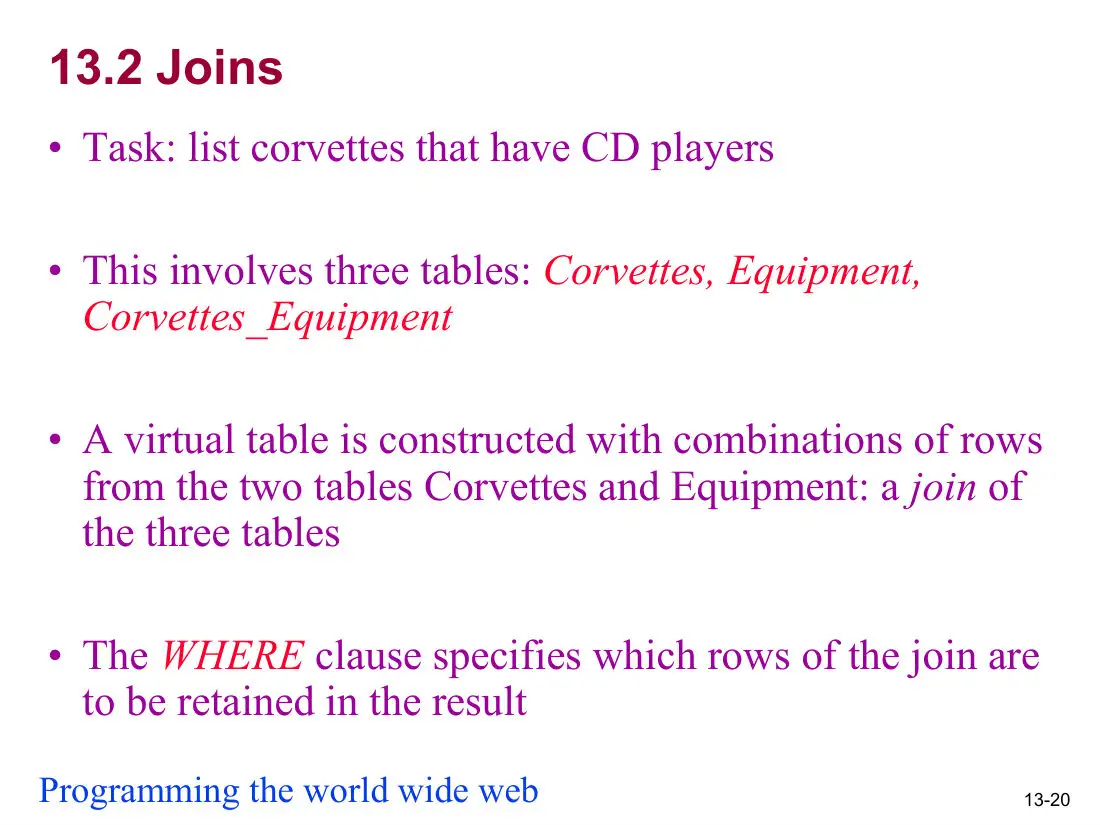 13.2 Joins
• Task: list corvettes that have CD players
• This involves three tables: Corvettes, Equipment,
Corvettes_Equipment
• A virtual table is constructed with combinations of rows
from the two tables Corvettes and Equipment: a join of
the three tables
• The WHERE clause specifies which rows of the join are
to be retained in the result
Programming the world wide web
13-20